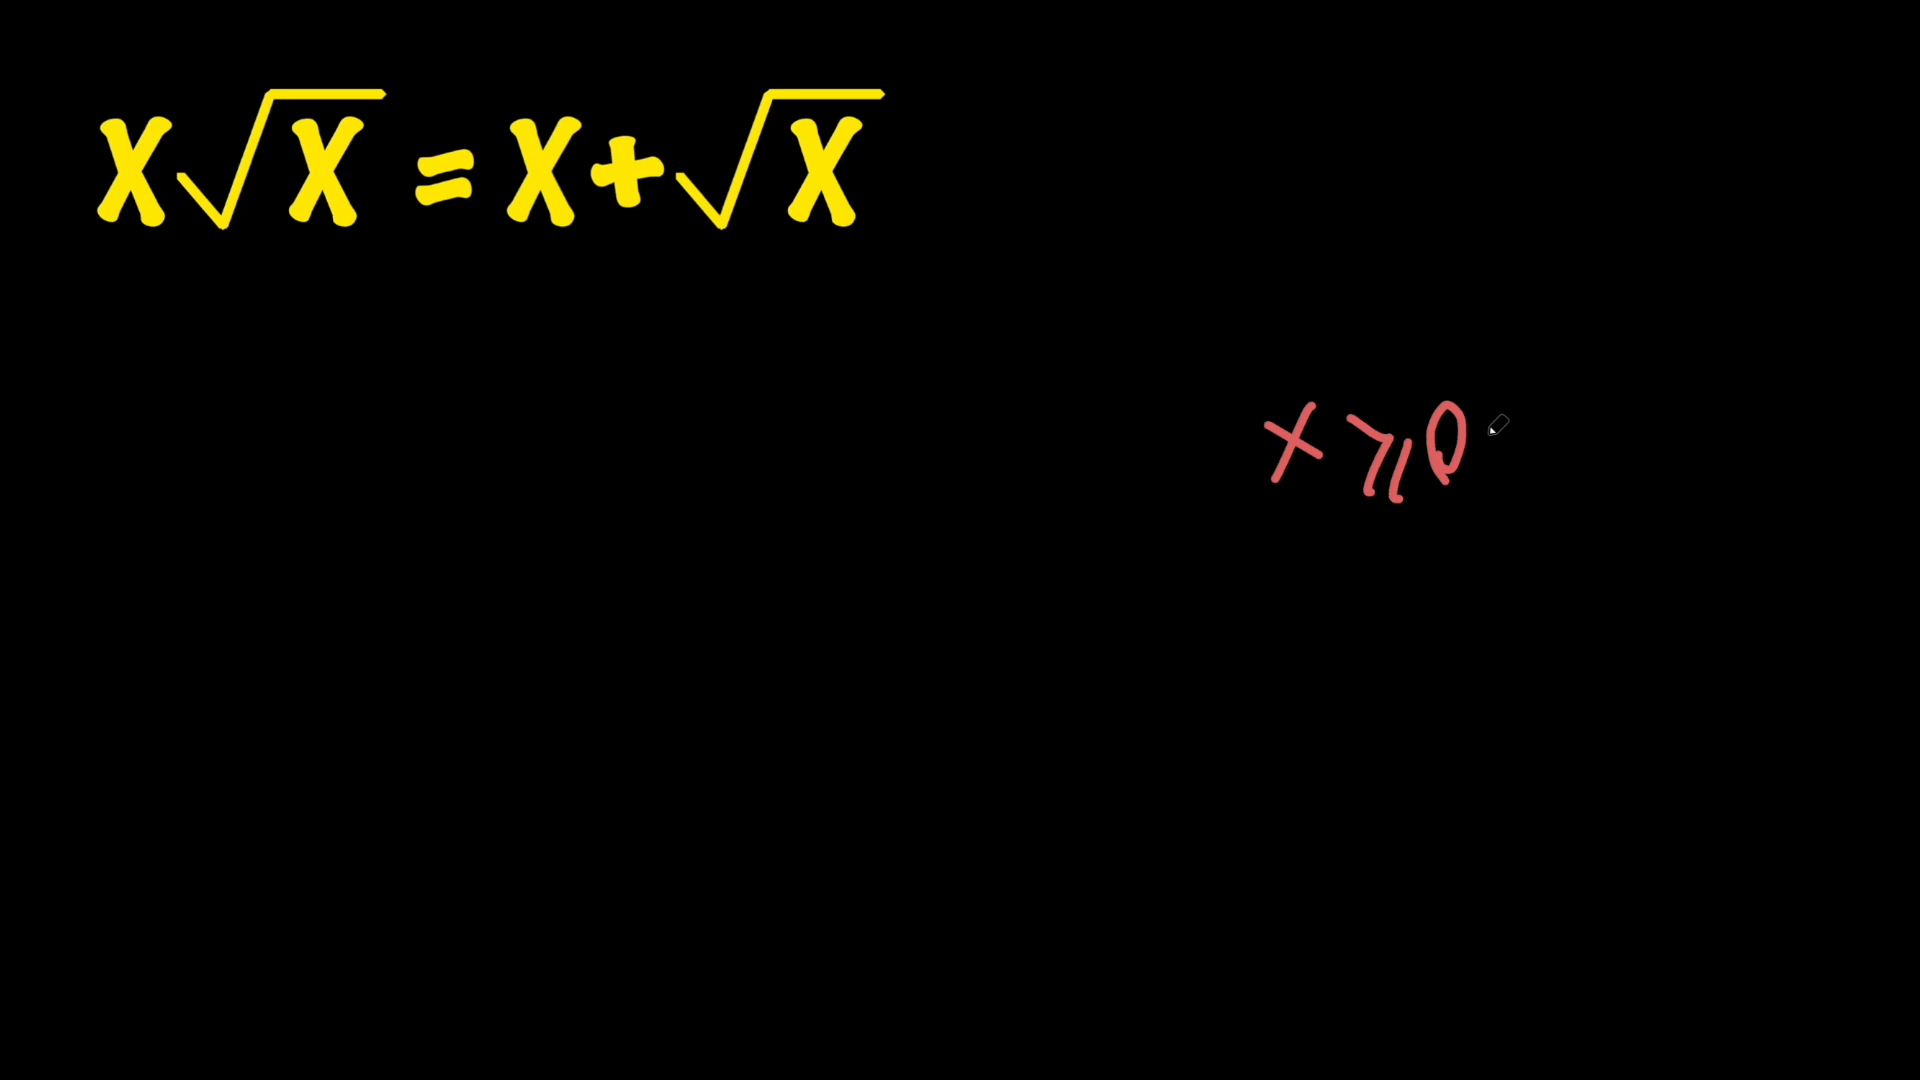 x√x = x+√x
x ⩾ 0